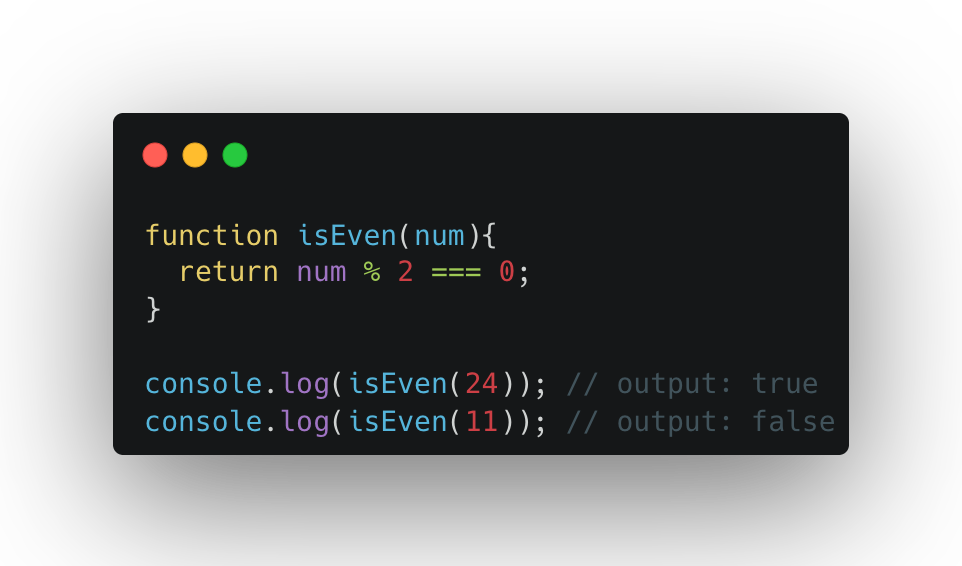 function isEven(num){
  return num % 2 === 0;
}

console.log(isEven(24)); // output: true
console.log(isEven(11)); // output: false